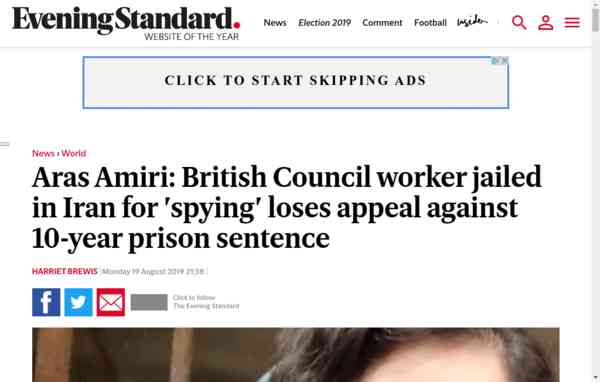 Evening Standard.
WEBSITE OF THE YEAR
News Election 2019 Comment Football Insider
CLICK TO START SKIPPING ADS
News › World
Aras Amiri: British Council worker jailed
in Iran for 'spying' loses appeal against
10-year prison sentence
HARRIET BREWIS | Monday 19 August 2019 21:38 |
Click to follow
The Evening Standard